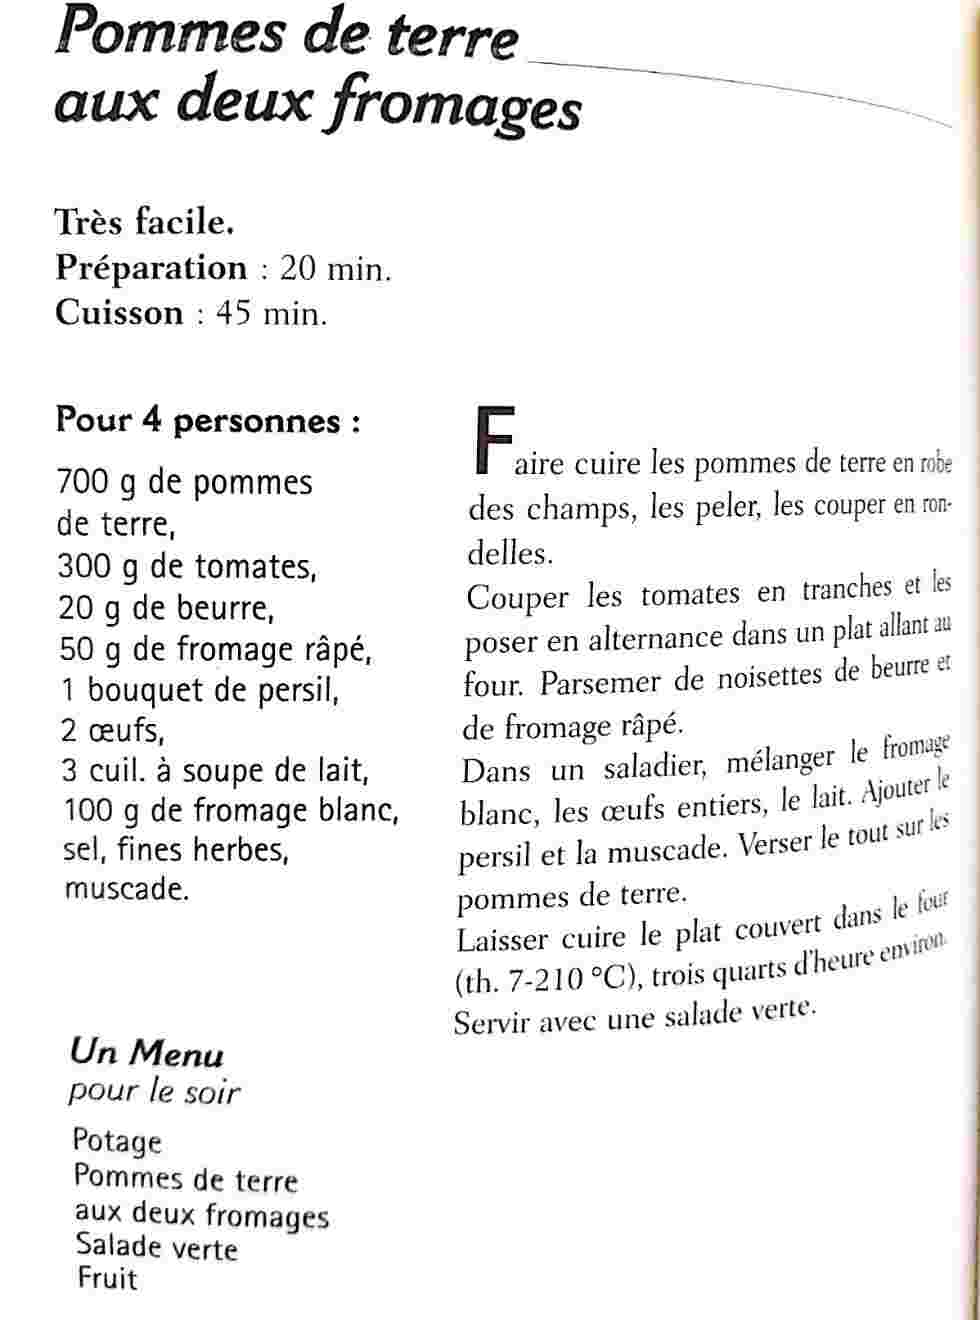 Pommes de terre
aux deux fromages
Très facile.
Préparation : 20 min.
Cuisson : 45 min.
Pour 4 personnes :
700 g de pommes
de terre,
300 g de tomates,
20 g de beurre,
50 g de fromage râpé,
1 bouquet de persil,
2 œufs,
3 cuil. à soupe de lait,
100 g de fromage blanc,
sel, fines herbes,
muscade.
Faire cuire les pommes de terre en robe
des champs, les peler, les couper en ron-
delles.
Couper les tomates en tranches et les
poser en alternance dans un plat allant au
four. Parsemer de noisettes de beurre et
de fromage râpé.
Dans un saladier, mélanger le fromage
blanc, les œufs entiers, le lait. Ajouter le
persil et la muscade. Verser le tout sur les
pommes de terre.
Laisser cuire le plat couvert dans le four
(th. 7-210 °C), trois quarts d'heure environ.
Servir avec une salade verte.
Un Menu
pour le soir
Potage
Pommes de terre
aux deux fromages
Salade verte
Fruit